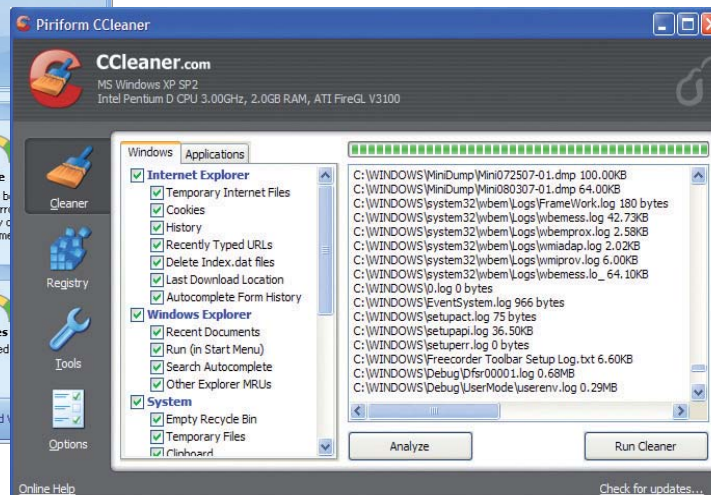 Piriform CCleaner
CCleaner.com
MS Windows XP SP2
Intel Pentium D CPU 3.00GHz, 2.0GB RAM, ATI FireGL V3100
Cleaner
Registry
Tools
Options
Windows
Applications
Internet Explorer
Temporary Internet Files
Cookies
History
Recently Typed URLs
Delete Index.dat files
Last Download Location
Autocomplete Form History
Windows Explorer
Recent Documents
Run (in Start Menu)
Search Autocomplete
Other Explorer MRUs
System
Empty Recycle Bin
Temporary Files
Clipboard
C:\WINDOWS\MiniDump\Mini072507-01.dmp 100.00KB
C:\WINDOWS\MiniDump\Mini080307-01.dmp 64.00KB
C:\WINDOWS\system32\wbem\Logs\FrameWork.log 180 bytes
C:\WINDOWS\system32\wbem\Logs\wbemess.log 42.73KB
C:\WINDOWS\system32\wbem\Logs\wbemprox.log 2.58KB
C:\WINDOWS\system32\wbem\Logs\wmiadap.log 2.02KB
C:\WINDOWS\system32\wbem\Logs\wmiprov.log 6.00KB
C:\WINDOWS\system32\wbem\Logs\wbemess.lo_ 64.10KB
C:\WINDOWS\0.log 0 bytes
C:\WINDOWS\EventSystem.log 966 bytes
C:\WINDOWS\setupact.log 75 bytes
C:\WINDOWS\setupapi.log 36.50KB
C:\WINDOWS\setuperr.log 0 bytes
C:\WINDOWS\Freecorder Toolbar Setup Log.txt 6.60KB
C:\WINDOWS\Debug\Dfsr00001.log 0.68MB
C:\WINDOWS\Debug\UserMode\userenv.log 0.29MB
Analyze
Run Cleaner
Online Help
Check for updates...